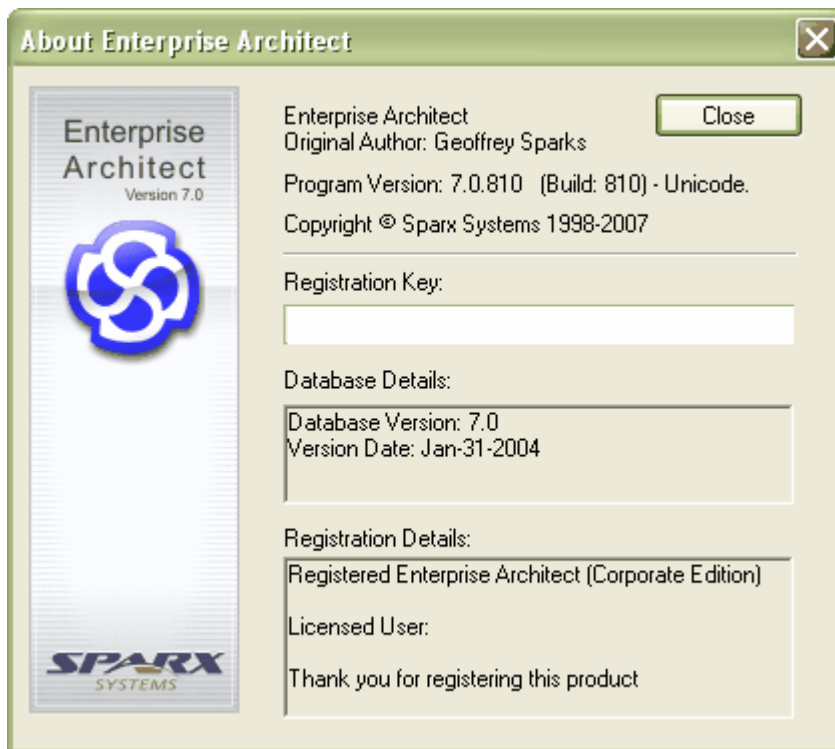 About Enterprise Architect
Enterprise
Architect
Version 7.0
SPARX
SYSTEMS
Enterprise Architect
Original Author: Geoffrey Sparks
Close
Program Version: 7.0.810   (Build: 810) - Unicode.
Copyright © Sparx Systems 1998-2007
Registration Key:
Database Details:
Database Version: 7.0
Version Date: Jan-31-2004
Registration Details:
Registered Enterprise Architect (Corporate Edition)
Licensed User:
Thank you for registering this product